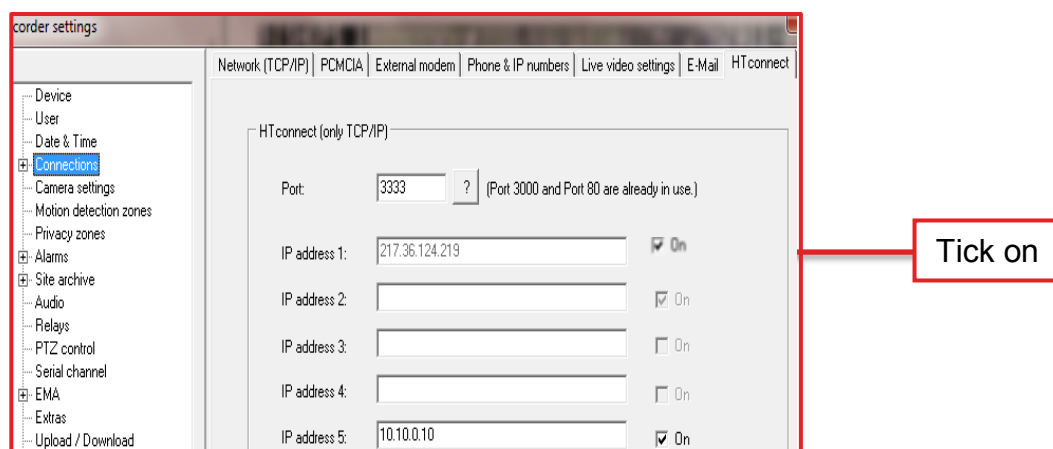 corder settings
Network (TCP/IP) PCMCIA External modem Phone & IP numbers Live video settings E-Mail HTconnect
Device
User
Date & Time
Connections
Camera settings
Motion detection zones
Privacy zones
Alarms
Site archive
Audio
Relays
PTZ control
Serial channel
EMA
Extras
Upload / Download
HTconnect (only TCP/IP)
Port: 3333 ? (Port 3000 and Port 80 are already in use.)
IP address 1: 217.36.124.219 On
IP address 2: On
IP address 3: On
IP address 4: On
IP address 5: 10.10.0.10 On
Tick on